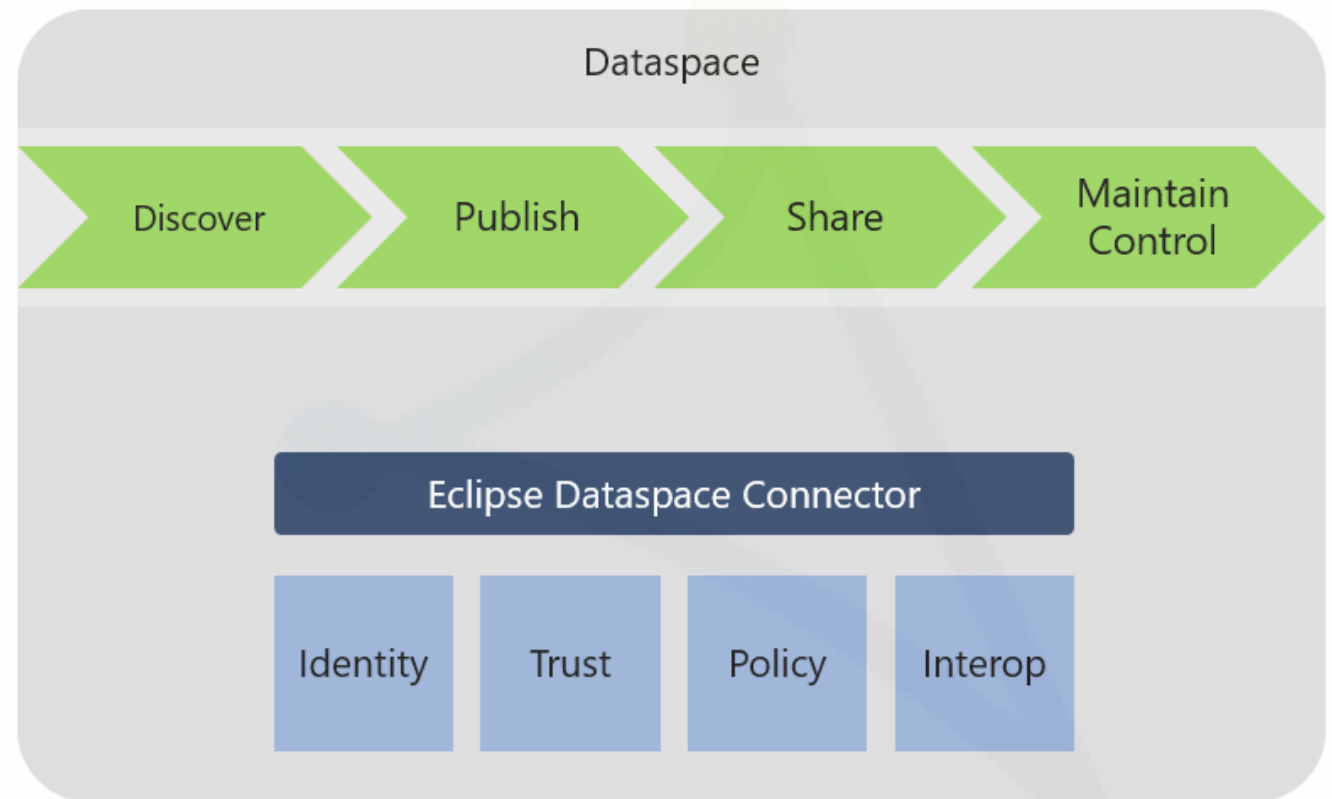 Dataspace
Discover
Publish
Share
Maintain
Control
Eclipse Dataspace Connector
Identity
Trust
Policy
Interop